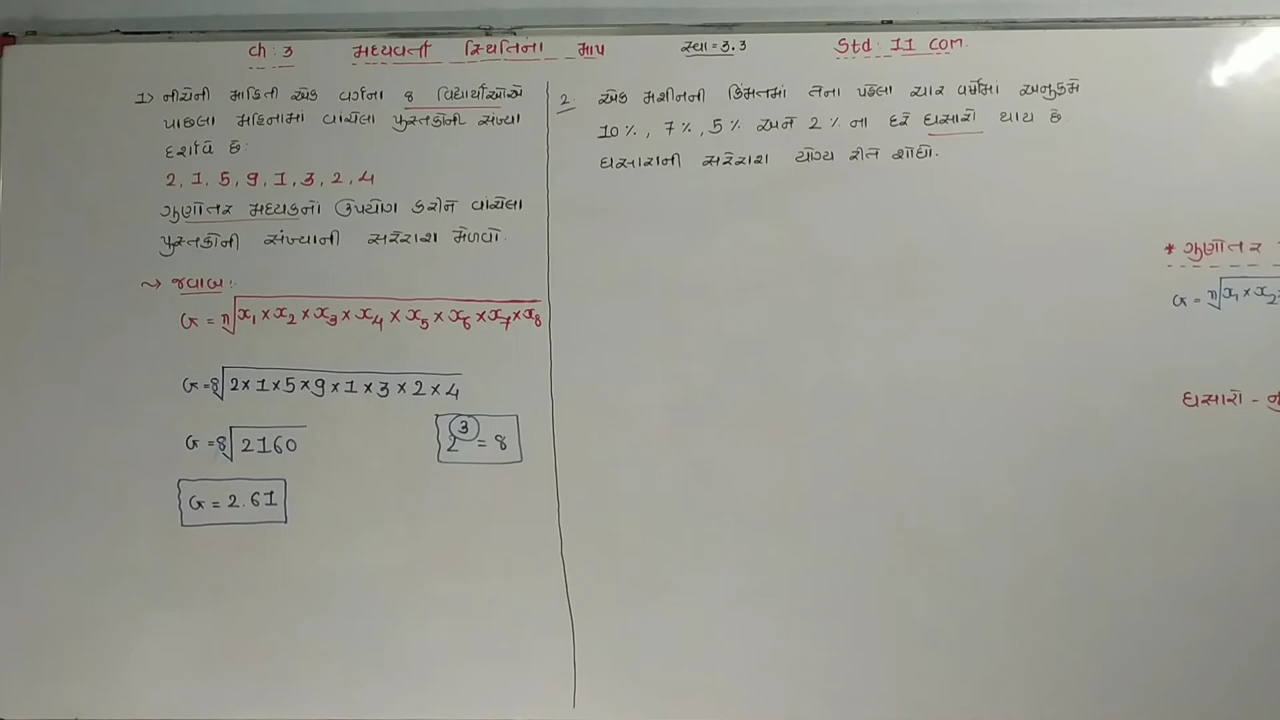 ch: 3 મધ્યવર્તી સ્થિતિના માપ સ્વા = 3.3 Std: 11 com.
1) નીચેની માહિતી એક વર્ગના 8 વિદ્યાર્થીઓએ
પાછલા મહિનામાં વાંચેલા પુસ્તકોની સંખ્યા
દર્શાવે છે:
2, 1, 5, 9, 1, 3, 2, 4
ગુણોત્તર મધ્યકનો ઉપયોગ કરીને વાંચેલા
પુસ્તકોની સંખ્યાની સરેરાશ મેળવો.
→ જવાબ:
G = ⁿ√x₁ × x₂ × x₃ × x₄ × x₅ × x₆ × x₇ × x₈
G = ⁸√2 × 1 × 5 × 9 × 1 × 3 × 2 × 4
G = ⁸√2160
2³ = 8
G = 2.61
2. એક મશીનની કિંમતમાં તેના પહેલા ચાર વર્ષોમાં અનુક્રમે
10 %, 7 %, 5 % અને 2 % ના દરે ઘસારો થાય છે
ઘસારાની સરેરાશ યોગ્ય રીતે શોધો.
* ગુણોત્તર
G = ⁿ√x₁ × x₂
ઘસારો -